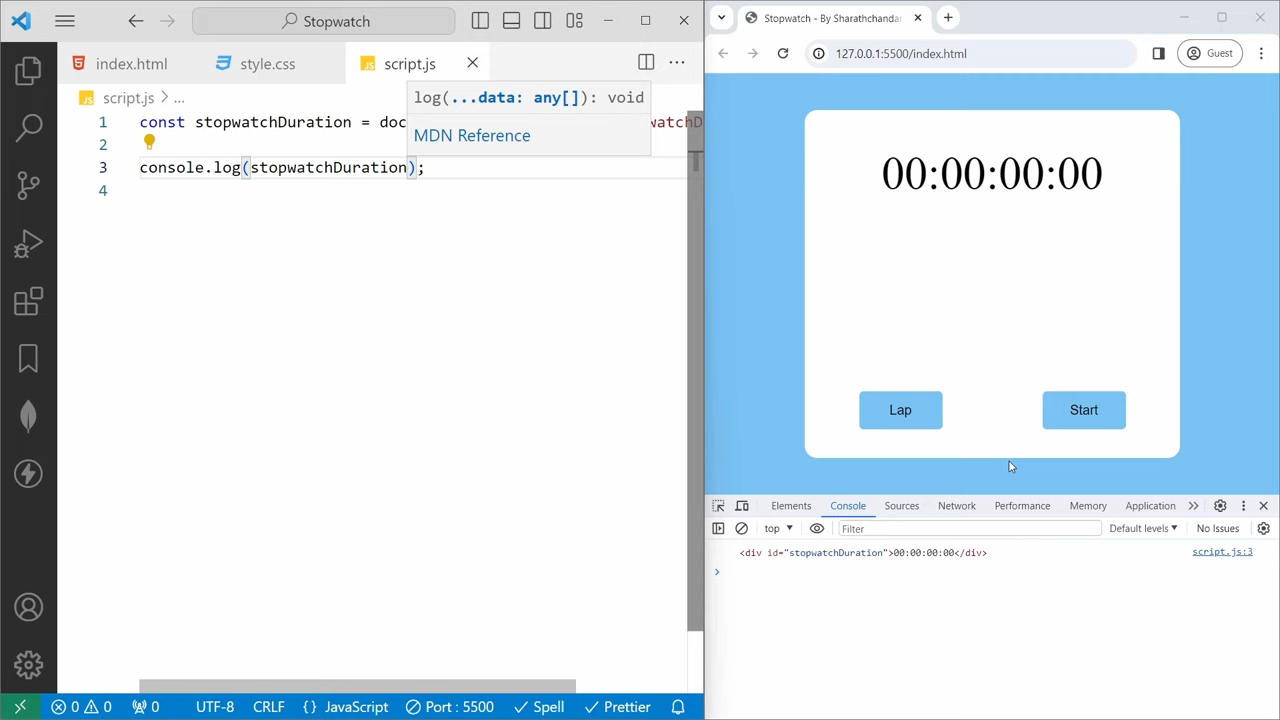 Stopwatch
index.html
style.css
script.js
script.js > ...
log(...data: any[]): void
MDN Reference
1 const stopwatchDuration = doc
2
3 console.log(stopwatchDuration);
4
0 0 0 UTF-8 CRLF {} JavaScript Port : 5500 Spell Prettier
Stopwatch - By Sharathchandar
127.0.0.1:5500/index.html
Guest
00:00:00:00
Lap
Start
Elements Console Sources Network Performance Memory Application
top Filter Default levels No Issues
<div id="stopwatchDuration">00:00:00:00</div> script.js:3